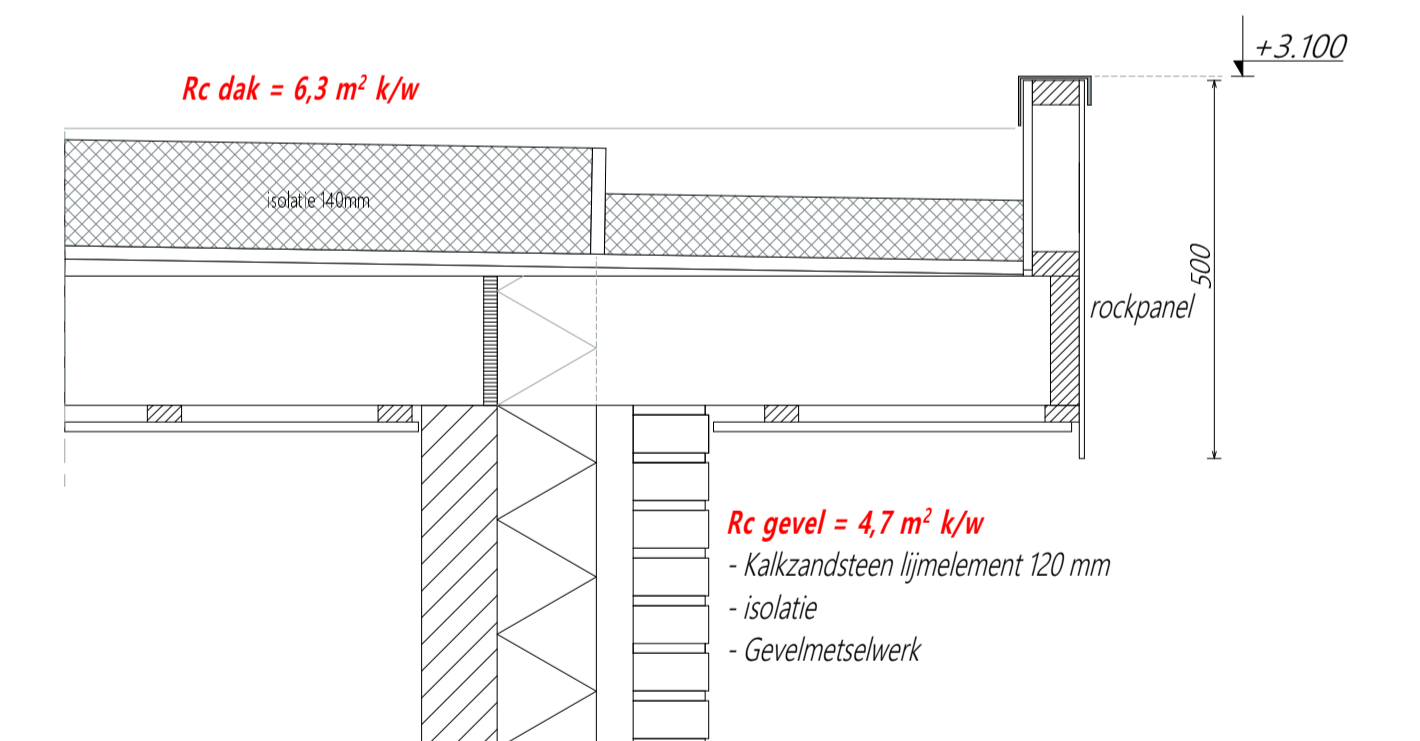 +3.100
Rc dak = 6,3 m² k/w
isolatie 140mm
500
rockpanel
Rc gevel = 4,7 m² k/w
- Kalkzandsteen lijmelement 120 mm
- isolatie
- Gevelmetselwerk